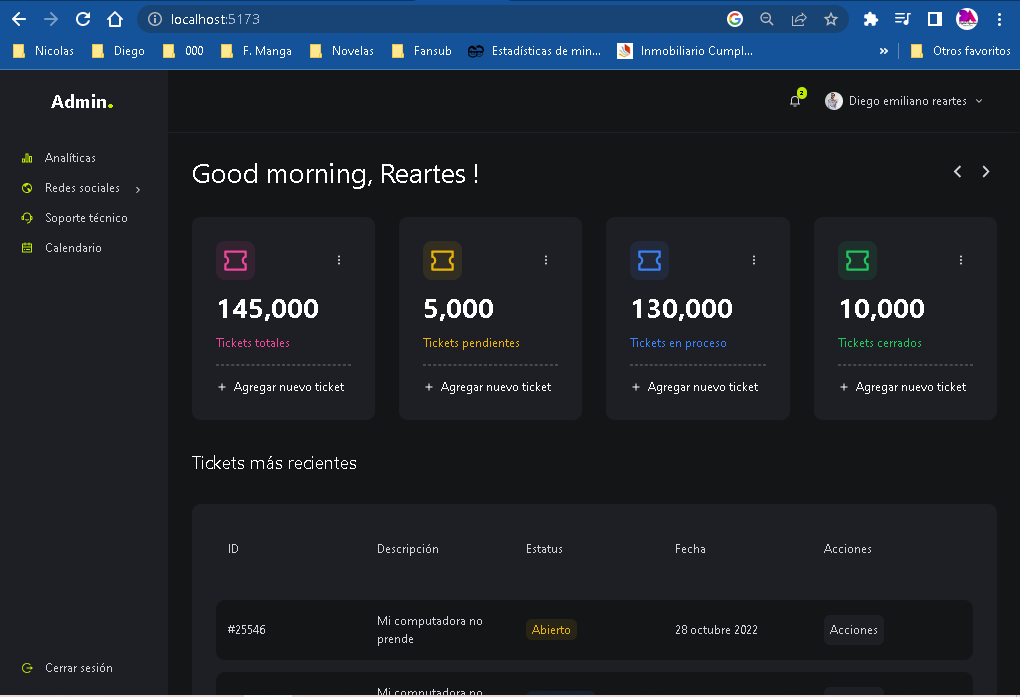 localhost:5173
Nicolas
Diego
000
F. Manga
Novelas
Fansub
Estadísticas de min...
Inmobiliario Cumpl...
»
Otros favoritos
Admin.
2
Diego emiliano reartes
Analíticas
Redes sociales
Soporte técnico
Calendario
Cerrar sesión
Good morning, Reartes !
145,000
Tickets totales
+ Agregar nuevo ticket
5,000
Tickets pendientes
+ Agregar nuevo ticket
130,000
Tickets en proceso
+ Agregar nuevo ticket
10,000
Tickets cerrados
+ Agregar nuevo ticket
Tickets más recientes
ID Descripción Estatus Fecha Acciones
#25546 Mi computadora no prende Abierto 28 octubre 2022 Acciones
Mi computadora no